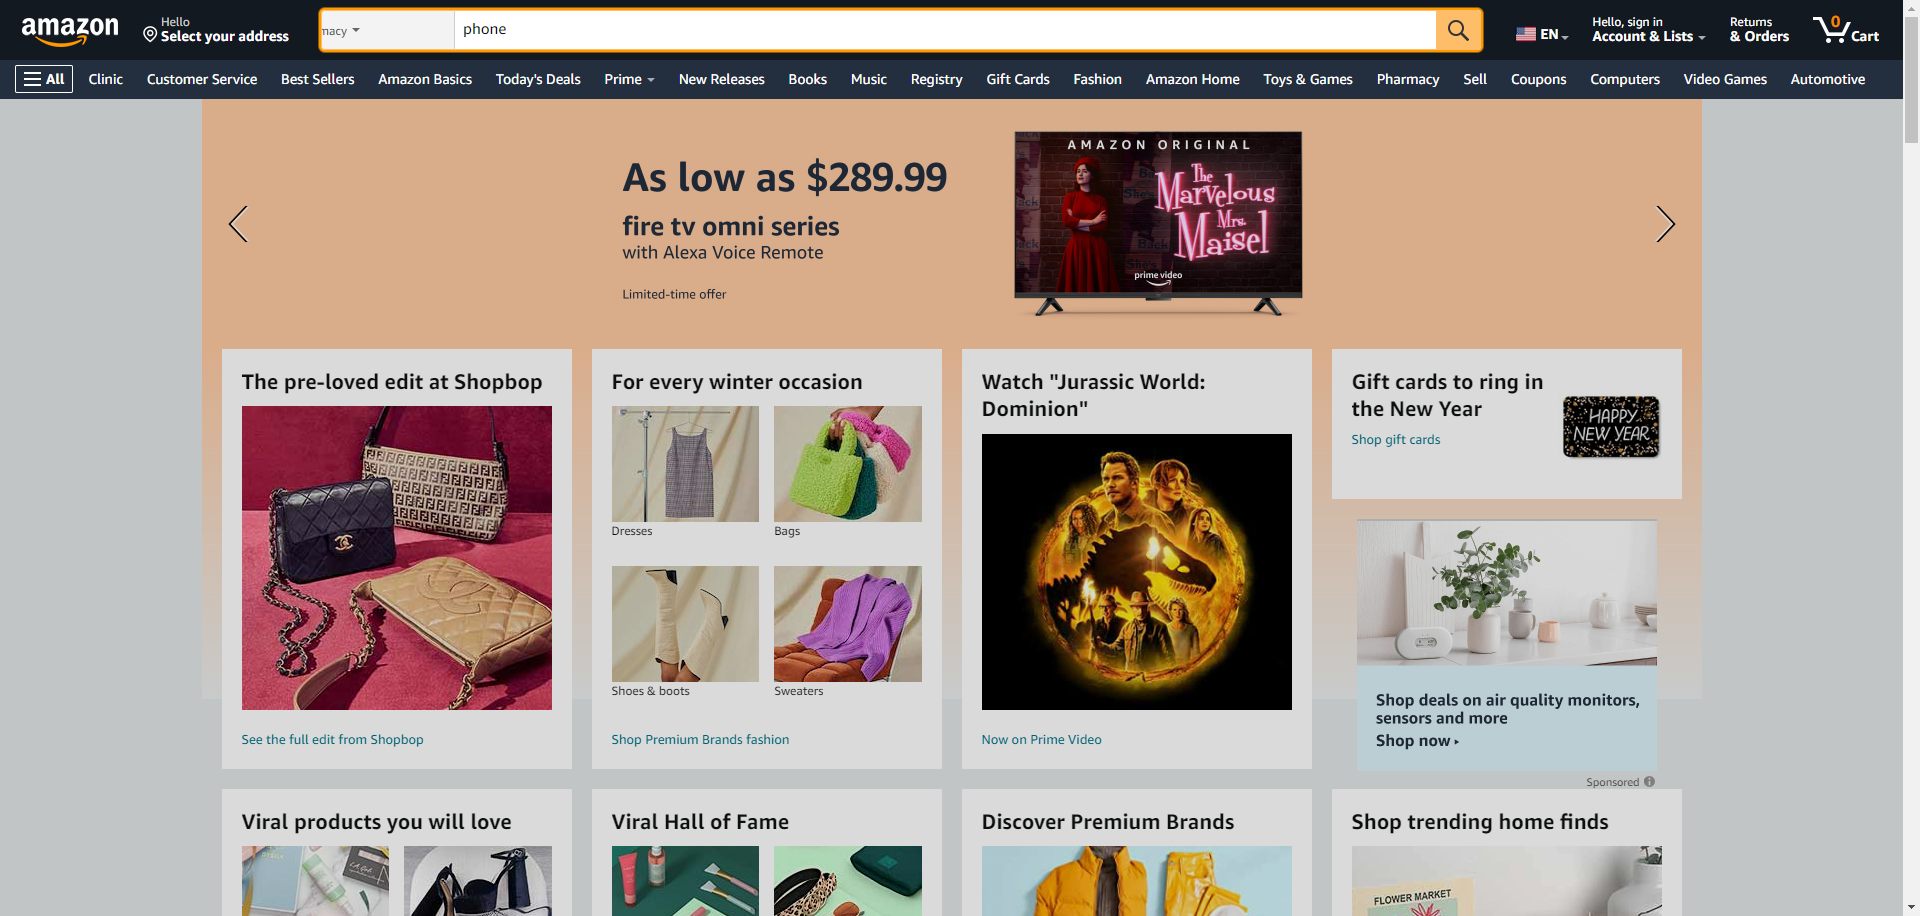 amazon
Hello
Select your address
macy
phone
EN
Hello, sign in
Account & Lists
Returns
& Orders
0
Cart
All
Clinic
Customer Service
Best Sellers
Amazon Basics
Today's Deals
Prime
New Releases
Books
Music
Registry
Gift Cards
Fashion
Amazon Home
Toys & Games
Pharmacy
Sell
Coupons
Computers
Video Games
Automotive
As low as $289.99
fire tv omni series
with Alexa Voice Remote
Limited-time offer
AMAZON ORIGINAL
The
Marvelous
Mrs.
Maisel
prime video
The pre-loved edit at Shopbop
See the full edit from Shopbop
For every winter occasion
Dresses
Bags
Shoes & boots
Sweaters
Shop Premium Brands fashion
Watch "Jurassic World:
Dominion"
Now on Prime Video
Gift cards to ring in
the New Year
Shop gift cards
HAPPY
NEW YEAR
Shop deals on air quality monitors,
sensors and more
Shop now
Sponsored
Viral products you will love
Viral Hall of Fame
Discover Premium Brands
Shop trending home finds
FLOWER MARKET